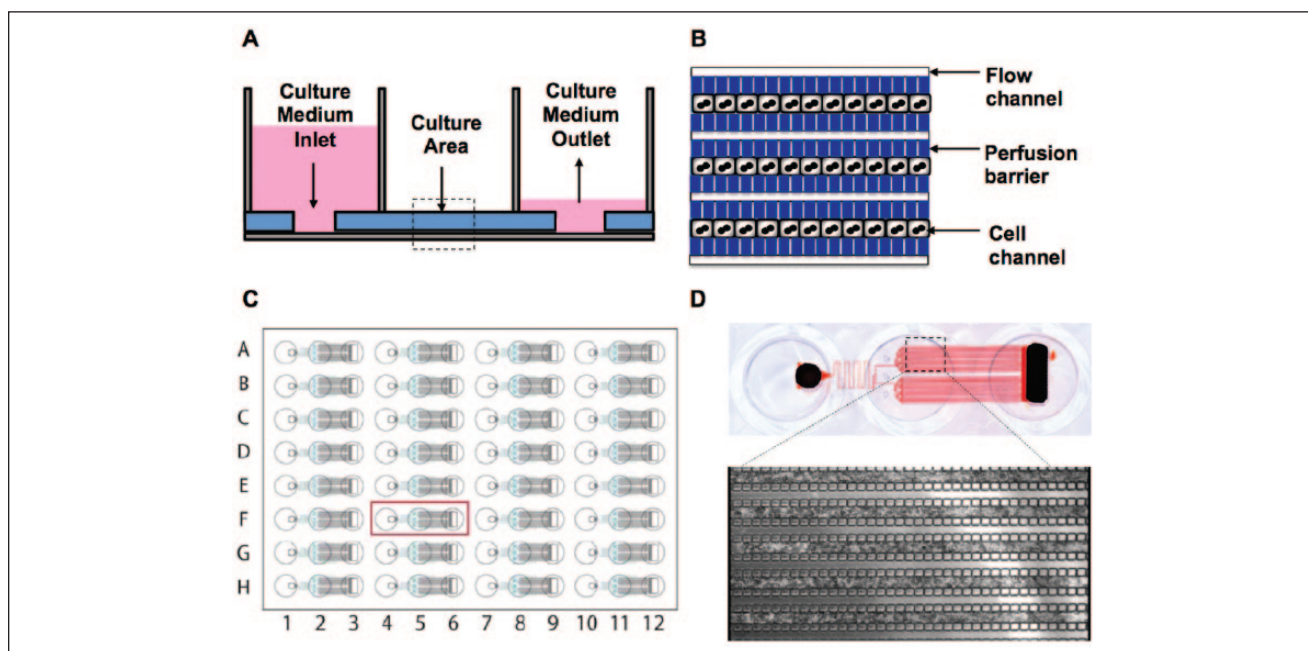 A
Culture
Medium
Inlet
Culture
Area
Culture
Medium
Outlet
B
Flow
channel
Perfusion
barrier
Cell
channel
C
A
B
C
D
E
F
G
H
1 2 3 4 5 6 7 8 9 10 11 12
D